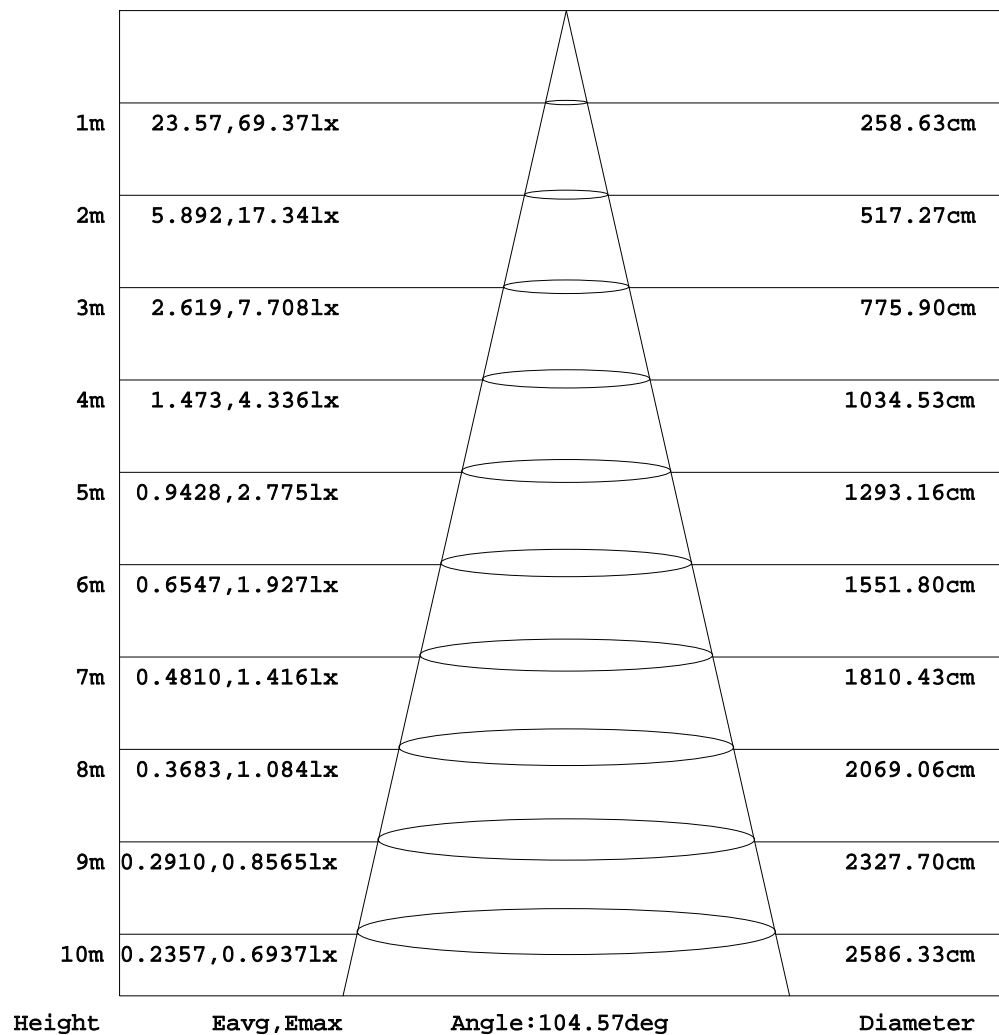 1m 23.57,69.37lx 258.63cm
2m 5.892,17.34lx 517.27cm
3m 2.619,7.708lx 775.90cm
4m 1.473,4.336lx 1034.53cm
5m 0.9428,2.775lx 1293.16cm
6m 0.6547,1.927lx 1551.80cm
7m 0.4810,1.416lx 1810.43cm
8m 0.3683,1.084lx 2069.06cm
9m 0.2910,0.8565lx 2327.70cm
10m 0.2357,0.6937lx 2586.33cm
Height Eavg,Emax Angle:104.57deg Diameter